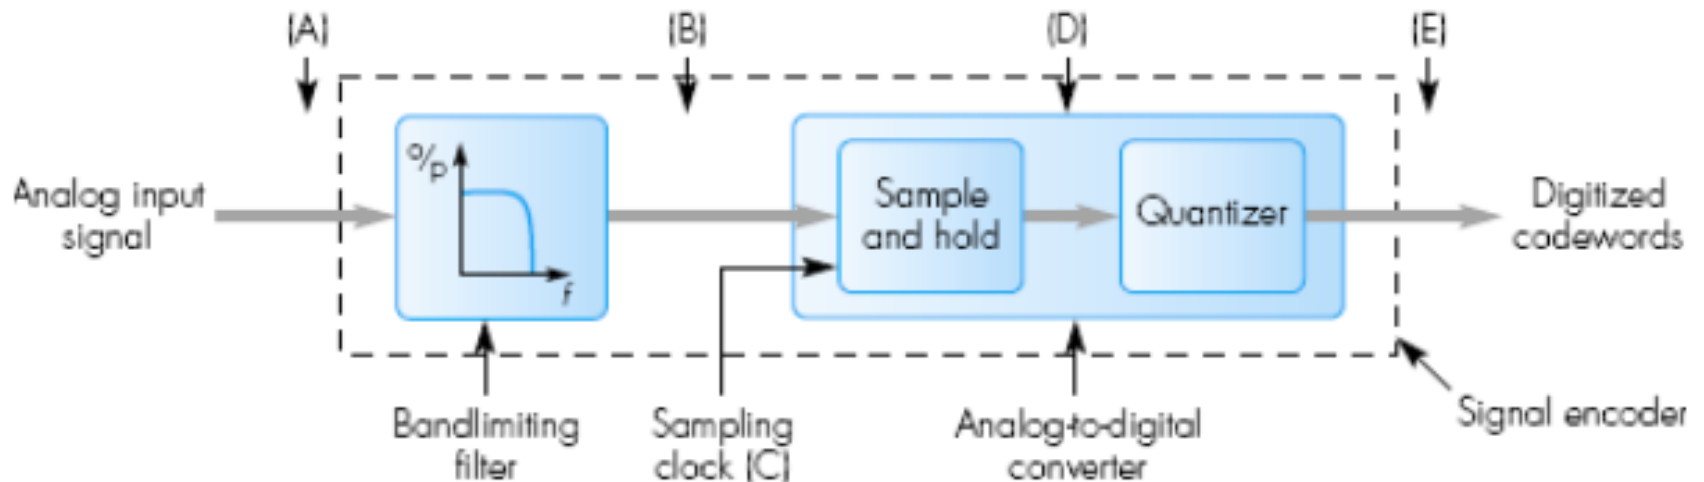 (A)
(B)
(D)
(E)
Analog input
signal
o/p
f
Sample
and hold
Quantizer
Digitized
codewords
Bandlimiting
filter
Sampling
clock (C)
Analog-to-digital
converter
Signal encoder